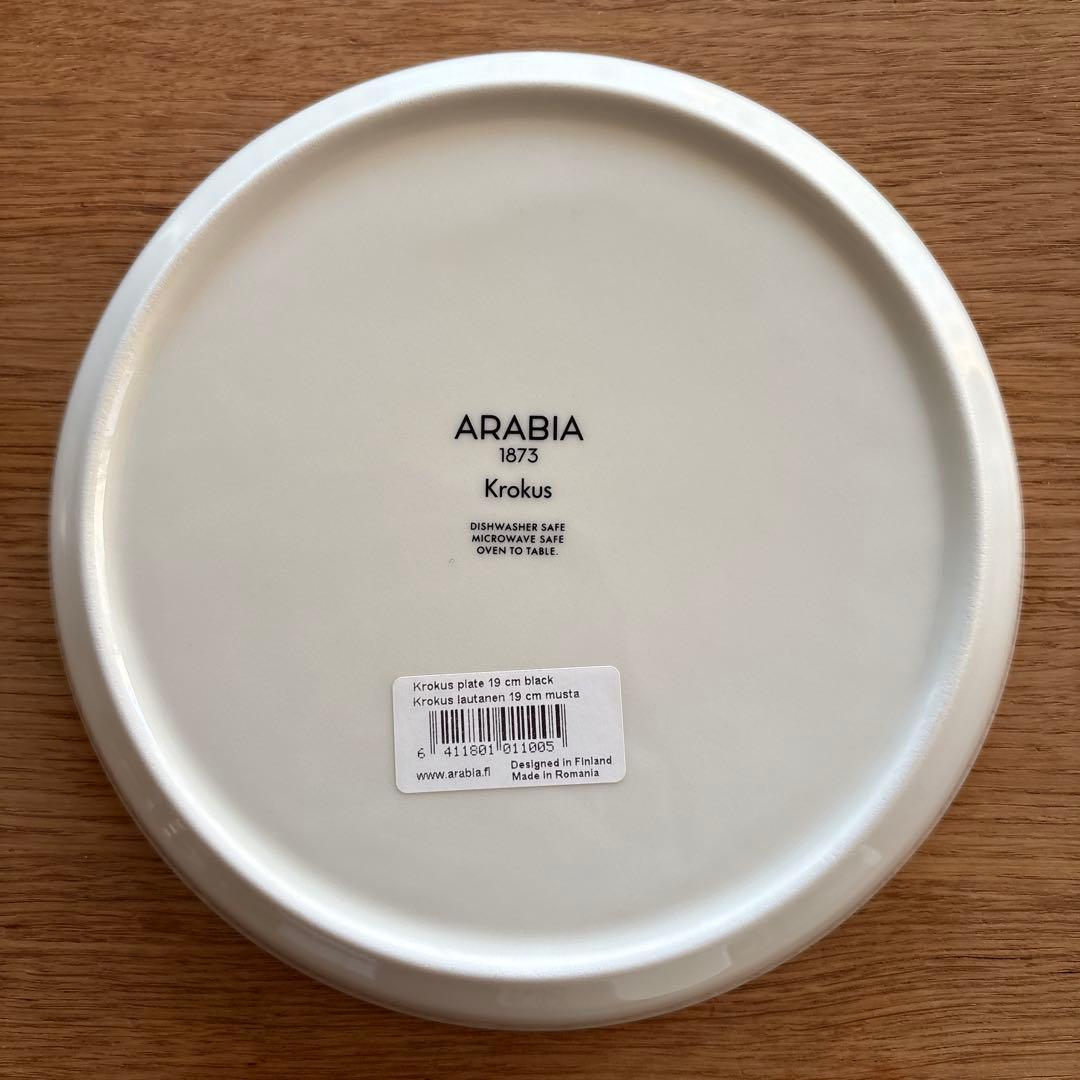 ARABIA
1873
Krokus
DISHWASHER SAFE
MICROWAVE SAFE
OVEN TO TABLE.
Krokus plate 19 cm black
Krokus lautanen 19 cm musta
6 411801 011005
www.arabia.fi
Designed in Finland
Made in Romania